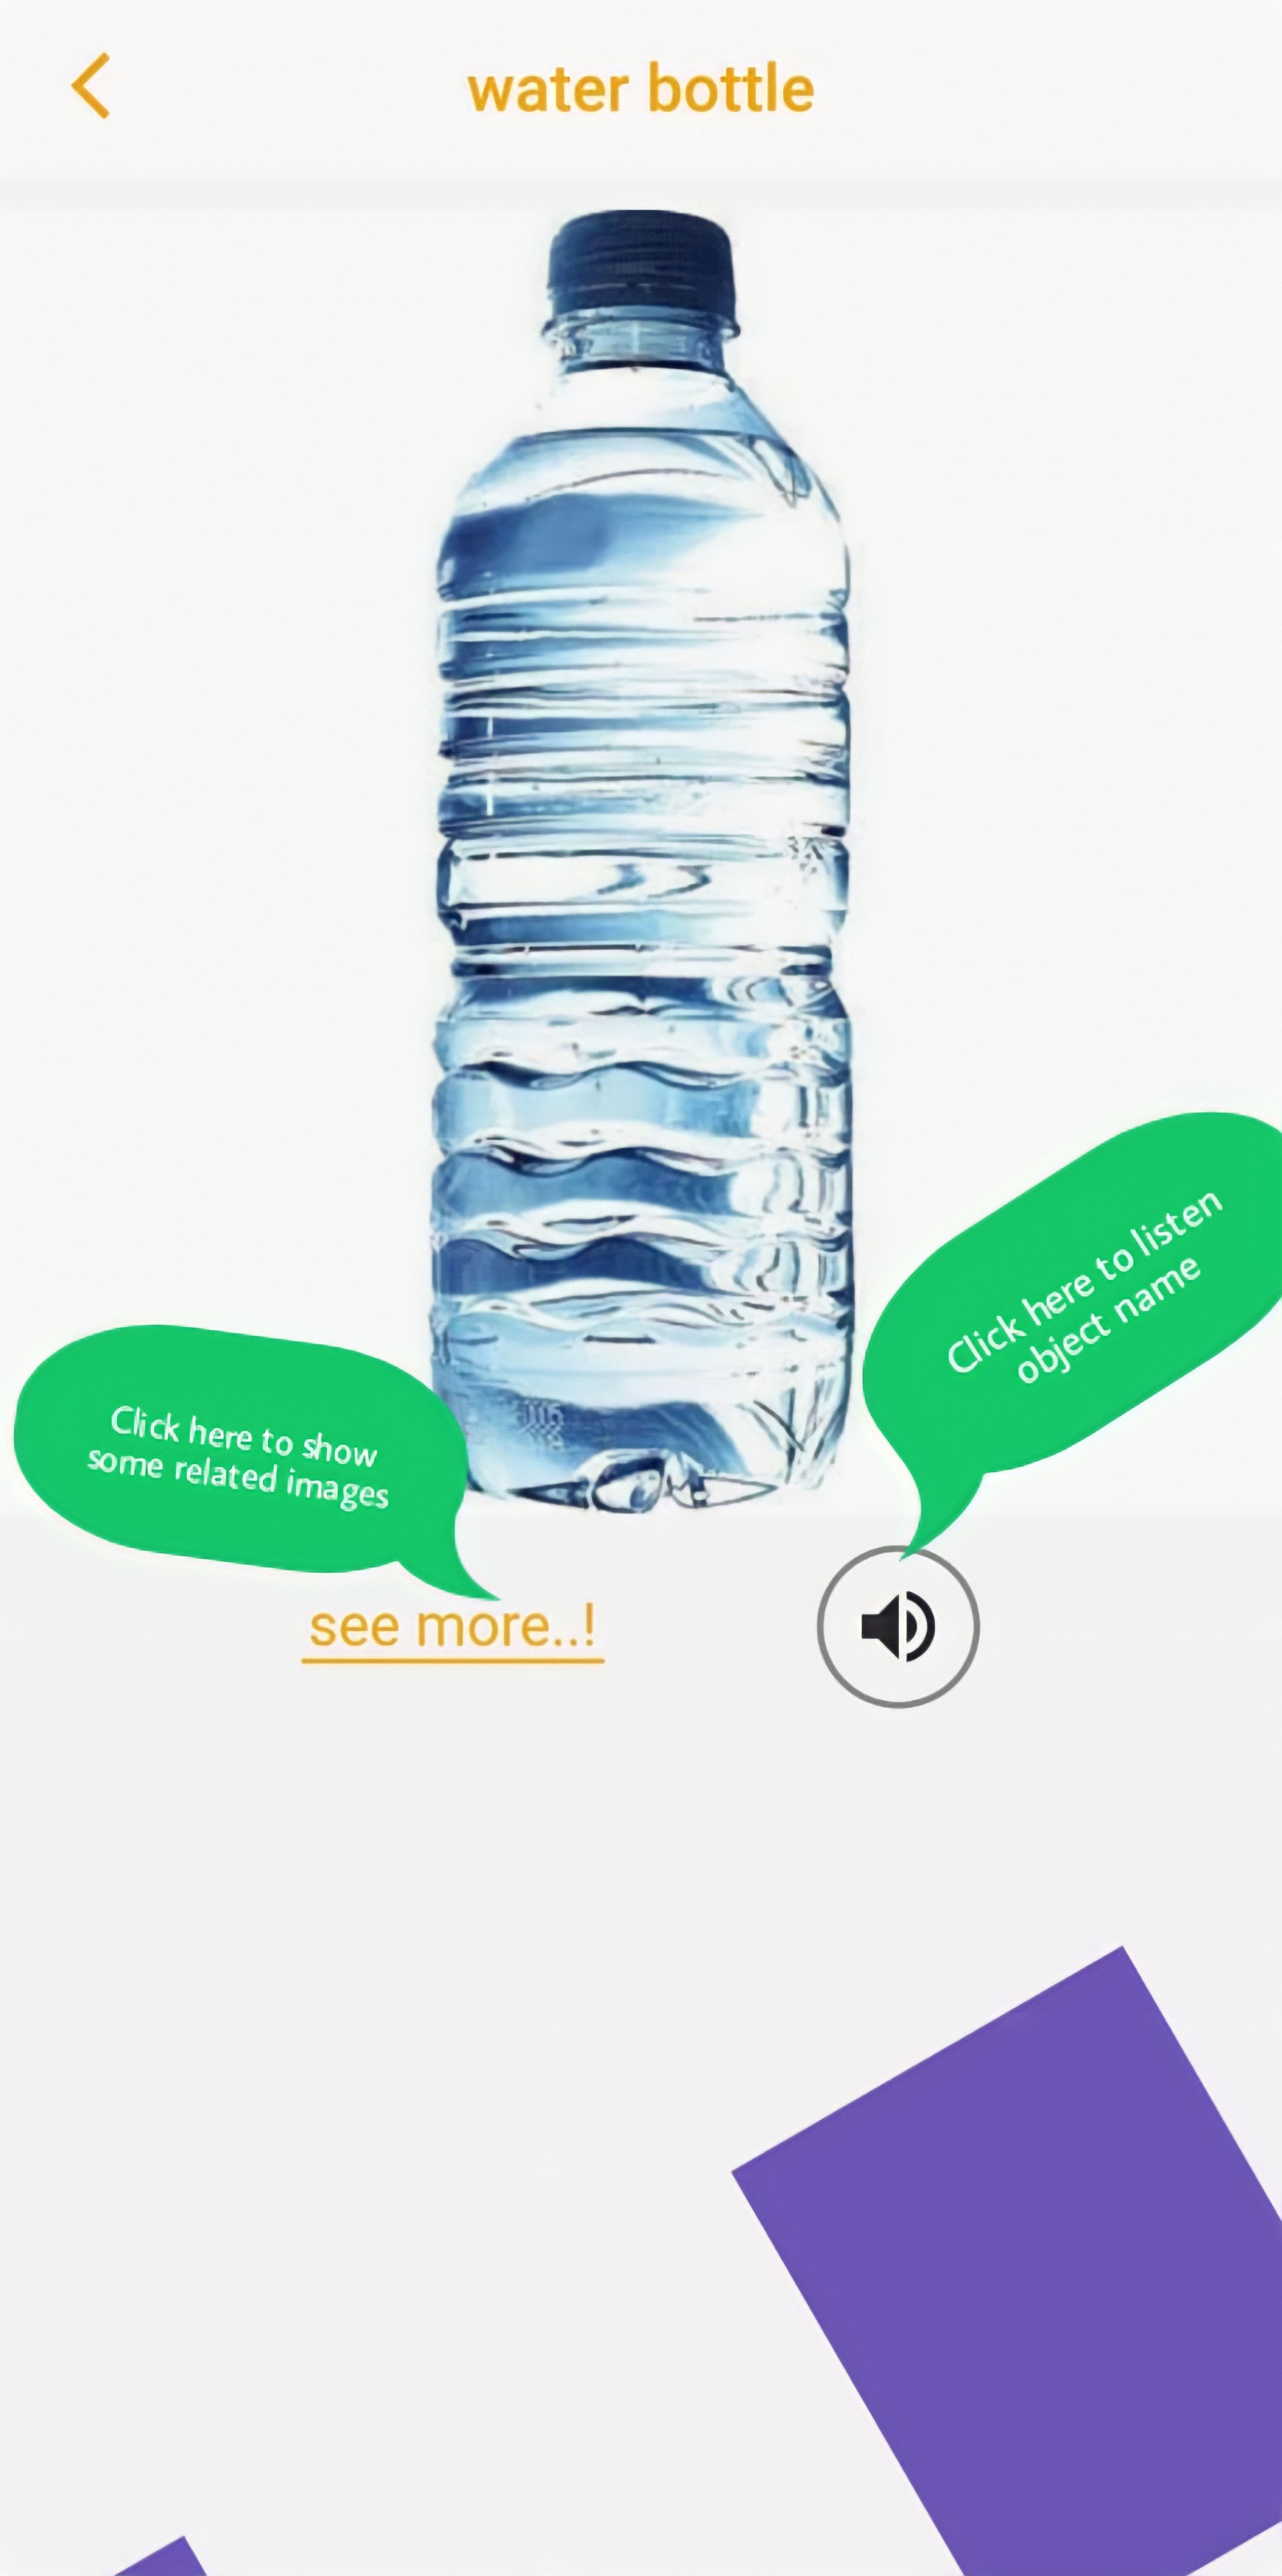 water bottle
Click here to listen
object name
Click here to show
some related images
see more..!